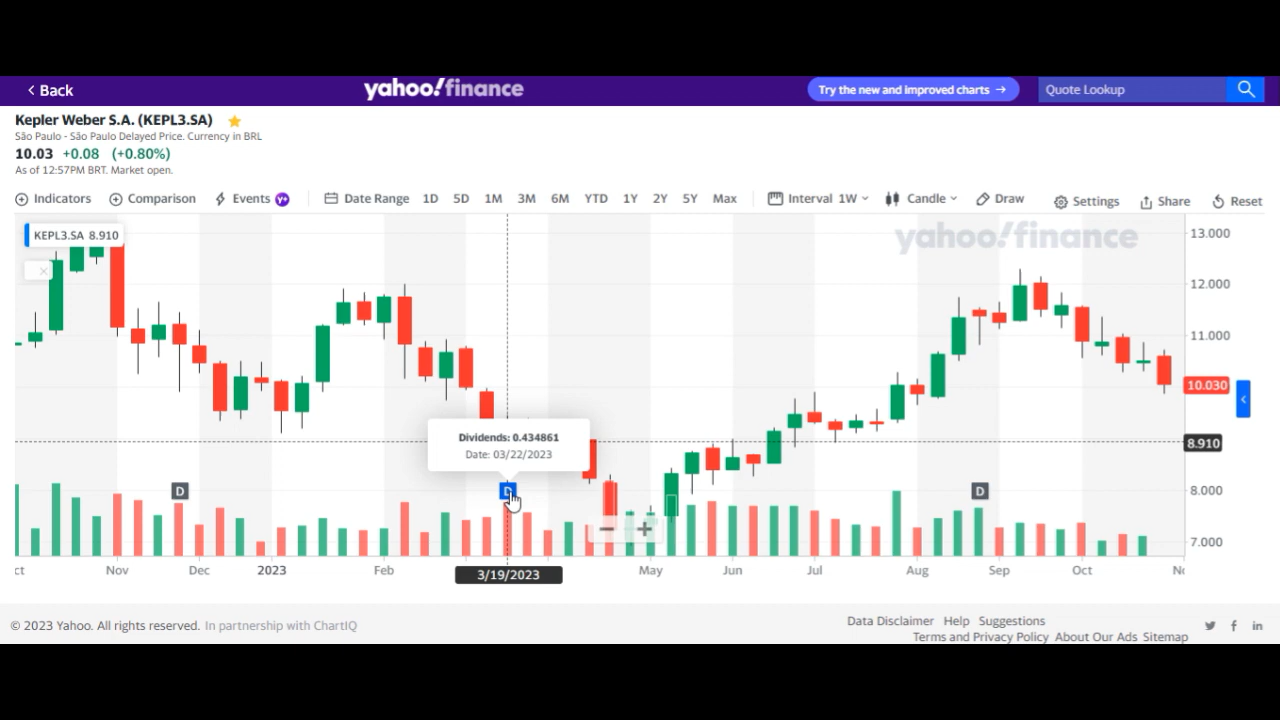 Back
yahoo!finance
Try the new and improved charts →
Quote Lookup
Kepler Weber S.A. (KEPL3.SA)
São Paulo - São Paulo Delayed Price. Currency in BRL
10.03 +0.08 (+0.80%)
As of 12:57PM BRT. Market open.
Indicators Comparison Events Y+ Date Range 1D 5D 1M 3M 6M YTD 1Y 2Y 5Y Max Interval 1W Candle Draw Settings Share Reset
KEPL3.SA 8.910
yahoo!finance
13.000
12.000
11.000
10.030
Dividends: 0.434861
Date: 03/22/2023
8.910
D D D
8.000
7.000
ct Nov Dec 2023 Feb 3/19/2023 May Jun Jul Aug Sep Oct No
© 2023 Yahoo. All rights reserved. In partnership with ChartIQ
Data Disclaimer Help Suggestions
Terms and Privacy Policy About Our Ads Sitemap